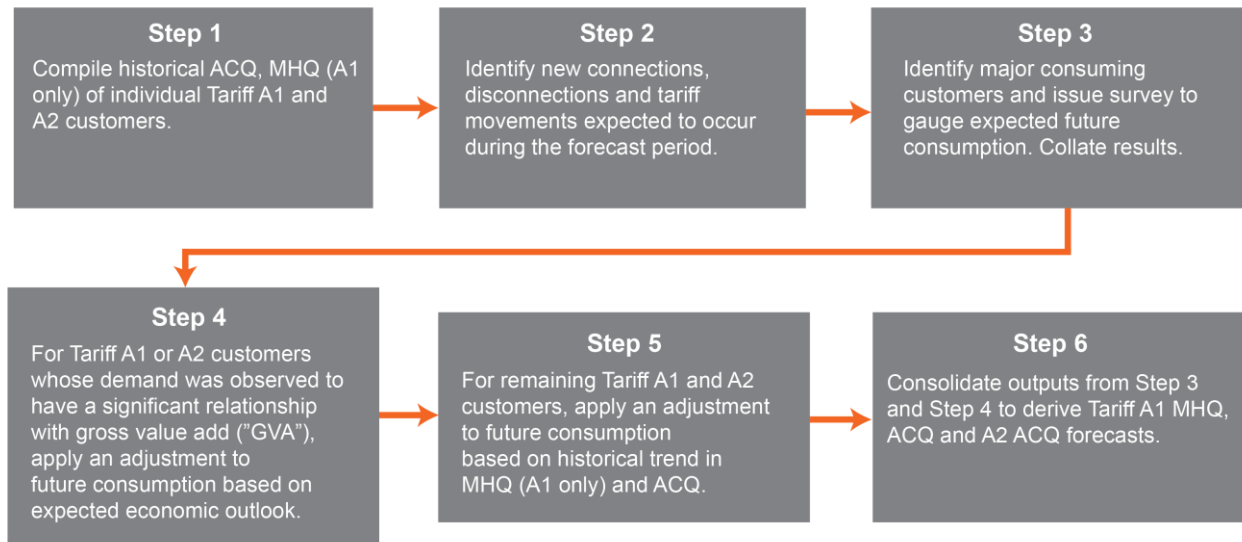 Step 1
Compile historical ACQ, MHQ (A1
only) of individual Tariff A1 and
A2 customers.
Step 2
Identify new connections,
disconnections and tariff
movements expected to occur
during the forecast period.
Step 3
Identify major consuming
customers and issue survey to
gauge expected future
consumption. Collate results.
Step 4
For Tariff A1 or A2 customers
whose demand was observed to
have a significant relationship
with gross value add (”GVA”),
apply an adjustment to
future consumption based on
expected economic outlook.
Step 5
For remaining Tariff A1 and A2
customers, apply an adjustment
to future consumption
based on historical trend in
MHQ (A1 only) and ACQ.
Step 6
Consolidate outputs from Step 3
and Step 4 to derive Tariff A1 MHQ,
ACQ and A2 ACQ forecasts.